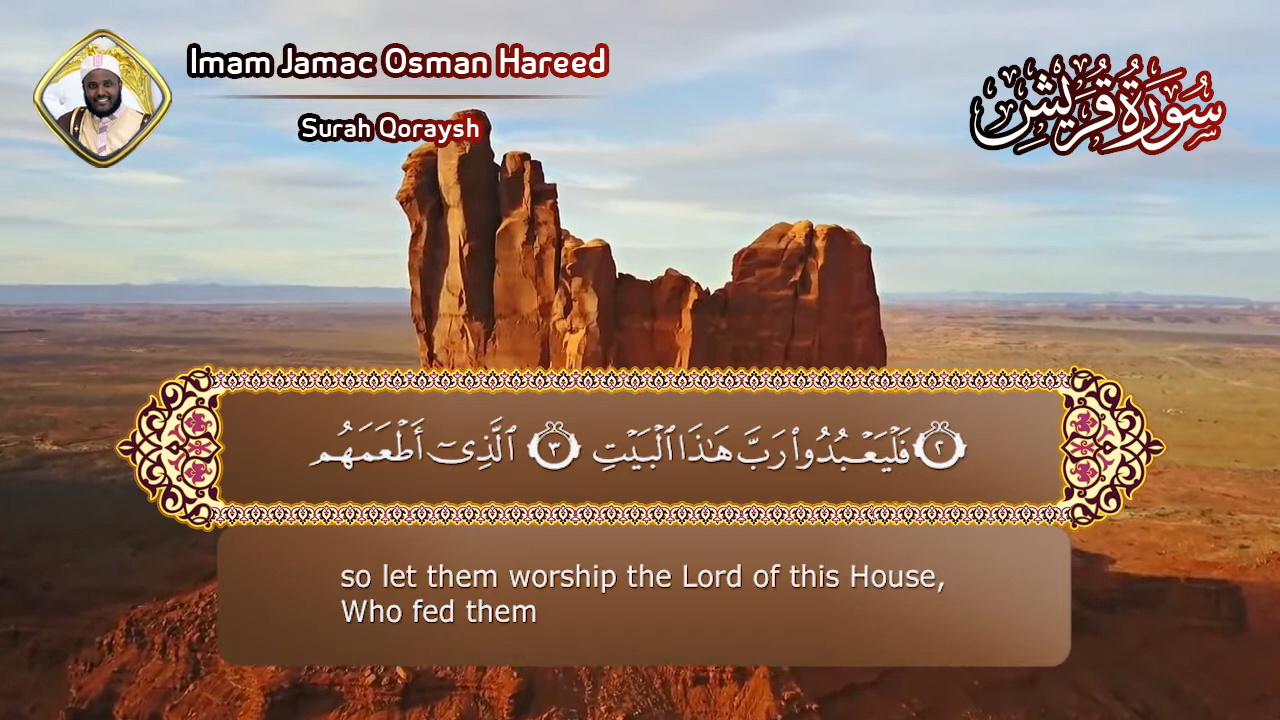 Imam Jamac Osman Hareed
Surah Qoraysh
سُورَةُ قُرَيْشٍ
٢ فَلْيَعْبُدُوا۟ رَبَّ هَـٰذَا ٱلْبَيْتِ ٣ ٱلَّذِىٓ أَطْعَمَهُم
so let them worship the Lord of this House,
Who fed them